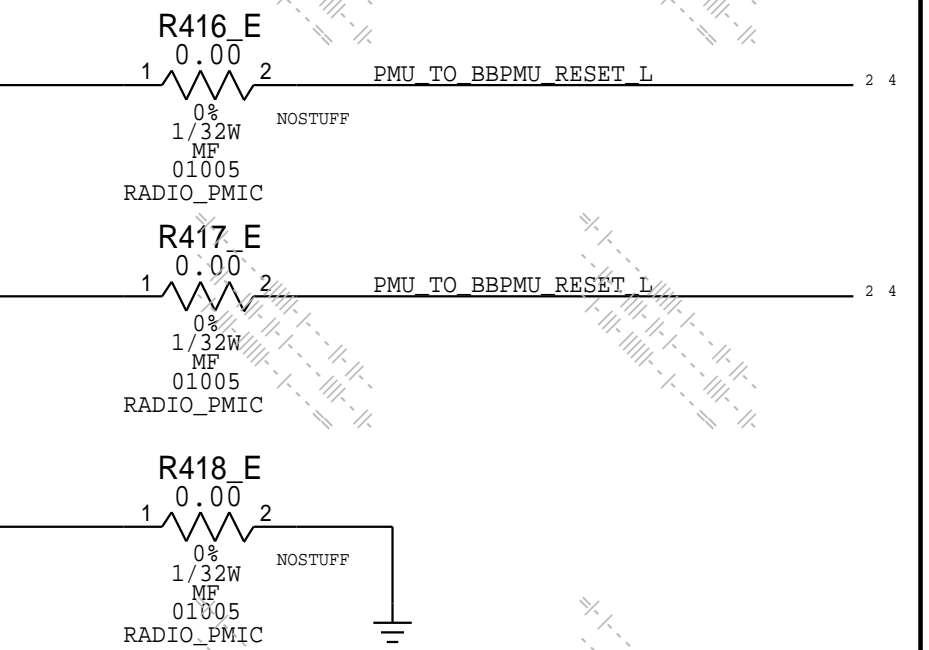 R416_E
0.00
1 2 PMU_TO_BBPMU_RESET_L 2 4
0% NOSTUFF
1/32W
MF
01005
RADIO_PMIC
R417_E
0.00
1 2 PMU_TO_BBPMU_RESET_L 2 4
0%
1/32W
MF
01005
RADIO_PMIC
R418_E
0.00
1 2
0% NOSTUFF
1/32W
MF
01005
RADIO_PMIC